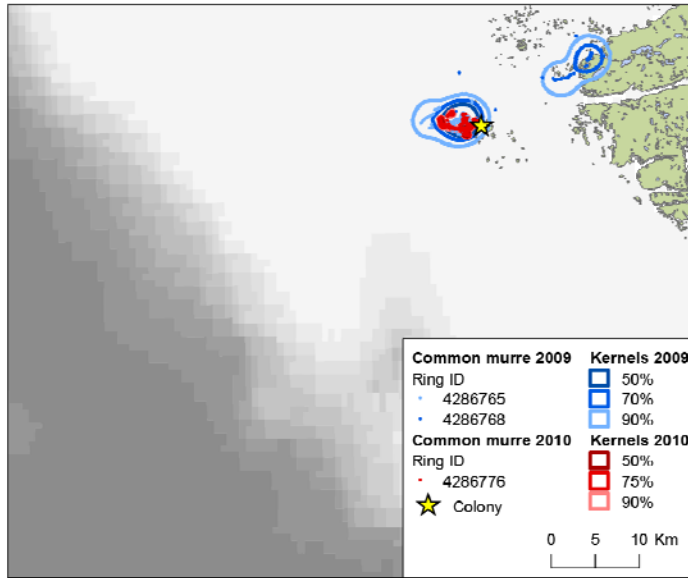 Common murre 2009 Kernels 2009
Ring ID 50%
4286765 70%
4286768 90%
Common murre 2010 Kernels 2010
Ring ID 50%
4286776 75%
Colony 90%
0 5 10 Km